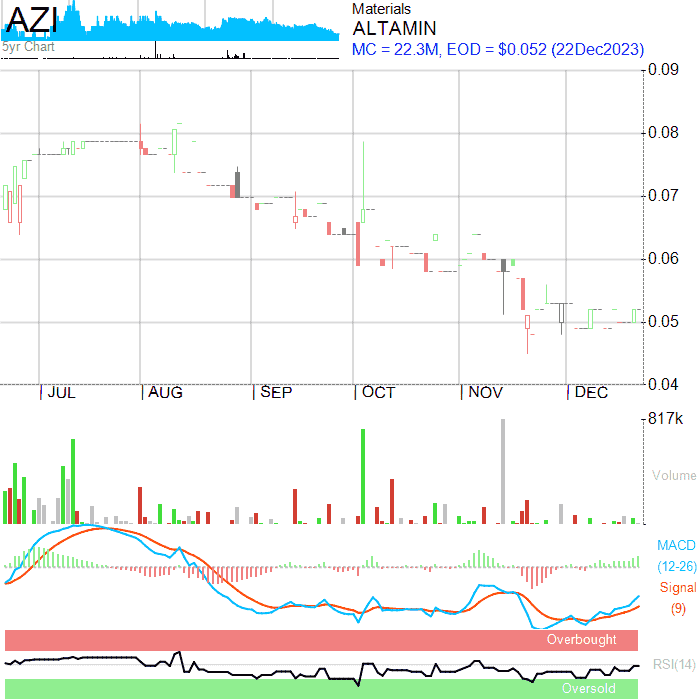 AZI
5yr Chart
Materials
ALTAMIN
MC = 22.3M, EOD = $0.052 (22Dec2023)
0.09
0.08
0.07
0.06
0.05
0.04
JUL
AUG
SEP
OCT
NOV
DEC
817k
Volume
MACD
(12-26)
Signal
(9)
Overbought
RSI(14)
Oversold